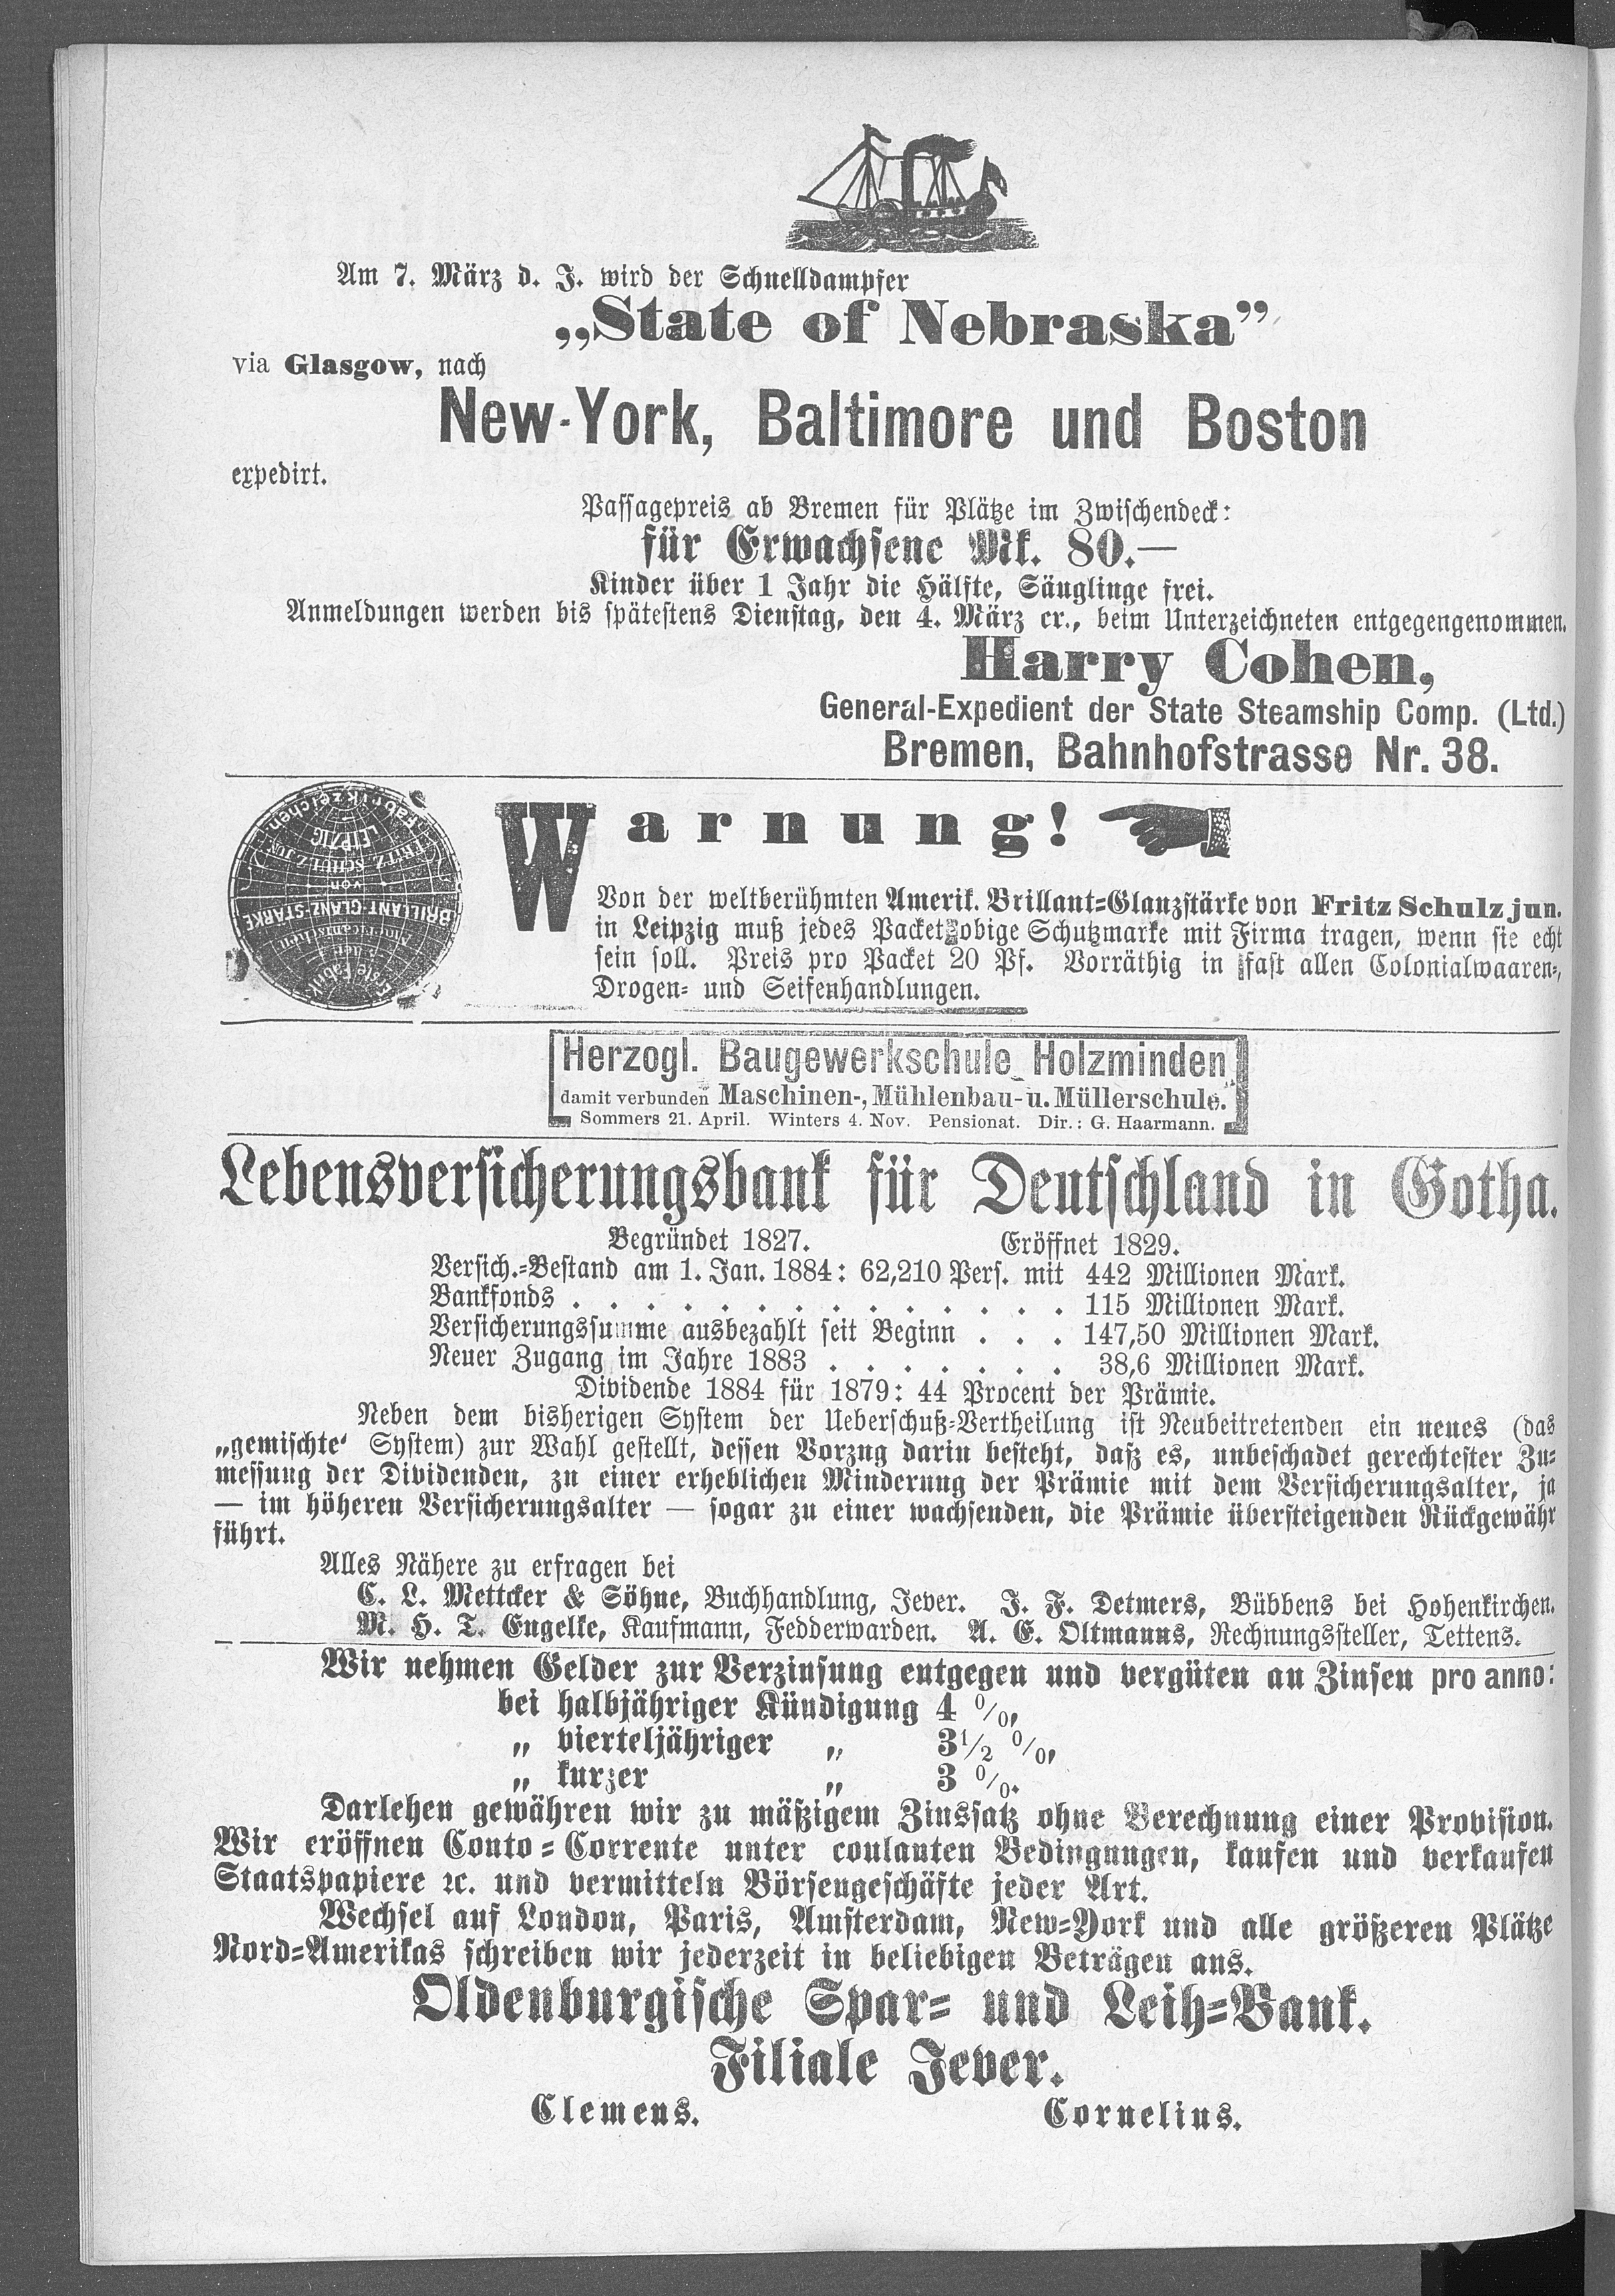 Am 7. März d. J. wird der Schnelldampfer
„State of Nebraska”
via Glasgow, nach
New-York, Baltimore und Boston
expedirt.
Passagepreis ab Bremen für Plätze im Zwischendeck:
für Erwachsene Mk. 80.—
Kinder über 1 Jahr die Hälfte, Säuglinge frei.
Anmeldungen werden bis spätestens Dienstag, den 4. März cr., beim Unterzeichneten entgegengenommen.
Harry Cohen,
General-Expedient der State Steamship Comp. (Ltd.)
Bremen, Bahnhofstrasse Nr. 38.
Fabrikzeichen.
LEIPZIG
FRITZ SCHULZ JUN
von
BRILLANT-GLANZ-STÄRKE
Warnung!
Von der weltberühmten Amerik. Brillant=Glanzstärke von Fritz Schulz jun.
in Leipzig muß jedes Packet obige Schutzmarke mit Firma tragen, wenn sie echt
sein soll. Preis pro Packet 20 Pf. Vorräthig in fast allen Colonialwaaren=,
Drogen= und Seifenhandlungen.
Herzogl. Baugewerkschule Holzminden
damit verbunden Maschinen-, Mühlenbau- u. Müllerschule.
Sommers 21. April. Winters 4. Nov. Pensionat. Dir.: G. Haarmann.
Lebensversicherungsbank für Deutschland in Gotha.
Begründet 1827. Eröffnet 1829.
Versich.=Bestand am 1. Jan. 1884: 62,210 Pers. mit 442 Millionen Mark.
Bankfonds . . . . . . . . . . . . . . 115 Millionen Mark.
Versicherungssumme ausbezahlt seit Beginn . . . 147,50 Millionen Mark.
Neuer Zugang im Jahre 1883 . . . . . . . 38,6 Millionen Mark.
Dividende 1884 für 1879: 44 Procent der Prämie.
Neben dem bisherigen System der Ueberschuß=Vertheilung ist Neubeitretenden ein neues (das
„gemischte‘ System) zur Wahl gestellt, dessen Vorzug darin besteht, daß es, unbeschadet gerechtester Zu=
messung der Dividenden, zu einer erheblichen Minderung der Prämie mit dem Versicherungsalter, ja
— im höheren Versicherungsalter — sogar zu einer wachsenden, die Prämie übersteigenden Rückgewähr
führt.
Alles Nähere zu erfragen bei
C. L. Mettcker & Söhne, Buchhandlung, Jever. J. F. Detmers, Bübbens bei Hohenkirchen.
M. H. T. Engelke, Kaufmann, Fedderwarden. A. E. Oltmanns, Rechnungssteller, Tettens.
Wir nehmen Gelder zur Verzinsung entgegen und vergüten an Zinsen pro anno:
bei halbjähriger Kündigung 4 %,
„ vierteljähriger „ 3½ %,
„ kurzer „ 3 %.
Darlehen gewähren wir zu mäßigem Zinssatz ohne Berechnung einer Provision.
Wir eröffnen Conto=Corrente unter coulanten Bedingungen, kaufen und verkaufen
Staatspapiere ꝛc. und vermitteln Börsengeschäfte jeder Art.
Wechsel auf London, Paris, Amsterdam, New=York und alle größeren Plätze
Nord=Amerikas schreiben wir jederzeit in beliebigen Beträgen aus.
Oldenburgische Spar= und Leih=Bank.
Filiale Jever.
Clemens. Cornelius.